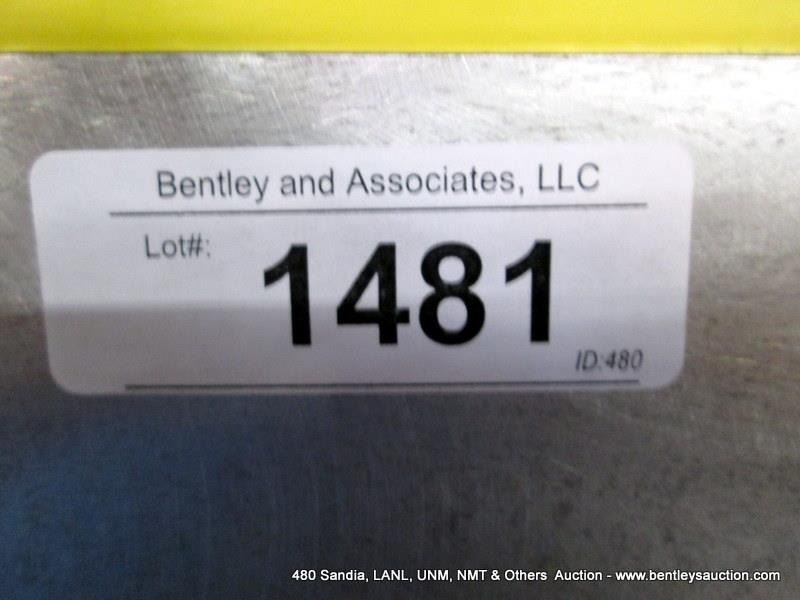 Bentley and Associates, LLC
Lot#:
1481
ID:480
480 Sandia, LANL, UNM, NMT & Others Auction - www.bentleysauction.com